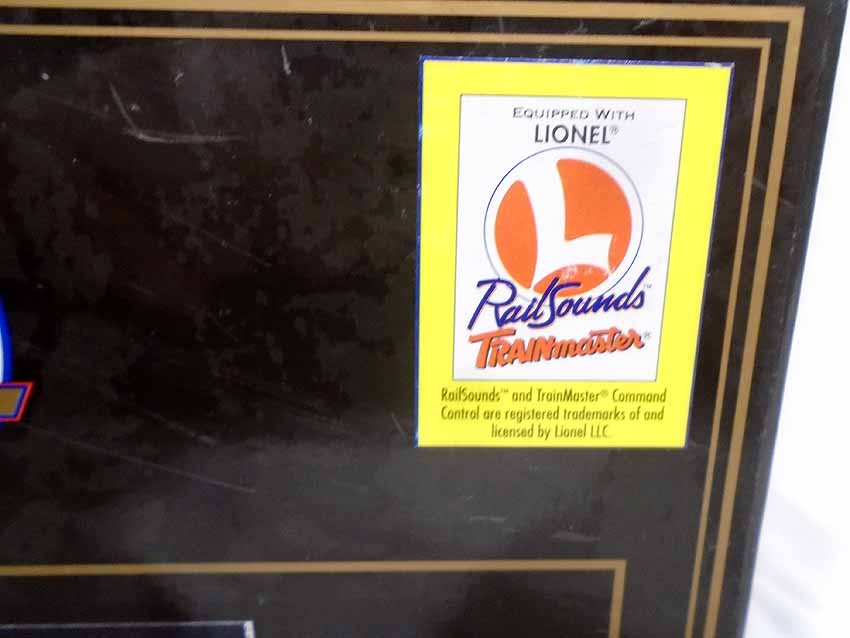 EQUIPPED WITH
LIONEL®
L
RailSounds™
TRAINmaster®
RailSounds™ and TrainMaster® Command
Control are registered trademarks of and
licensed by Lionel LLC.